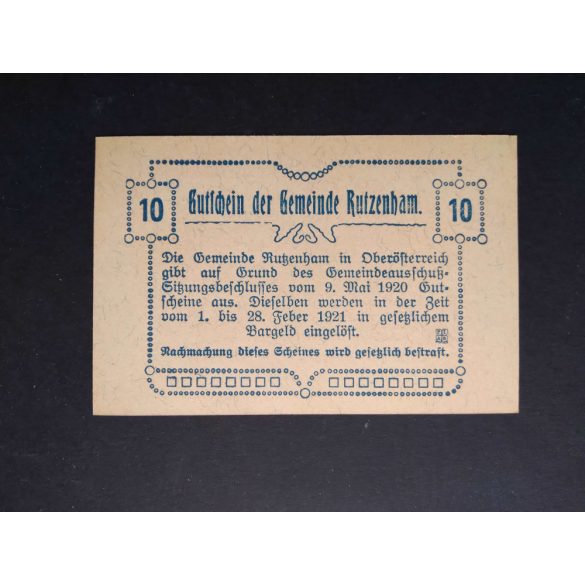 10 Gutschein der Gemeinde Rutzenham. 10
Die Gemeinde Rutzenham in Oberösterreich
gibt auf Grund des Gemeindeausschuß-
Sitzungsbeschlusses vom 9. Mai 1920 Gut-
scheine aus. Dieselben werden in der Zeit
vom 1. bis 28. Feber 1921 in gesetzlichem
Bargeld eingelöst.
Nachmachung dieses Scheines wird gesetzlich bestraft.